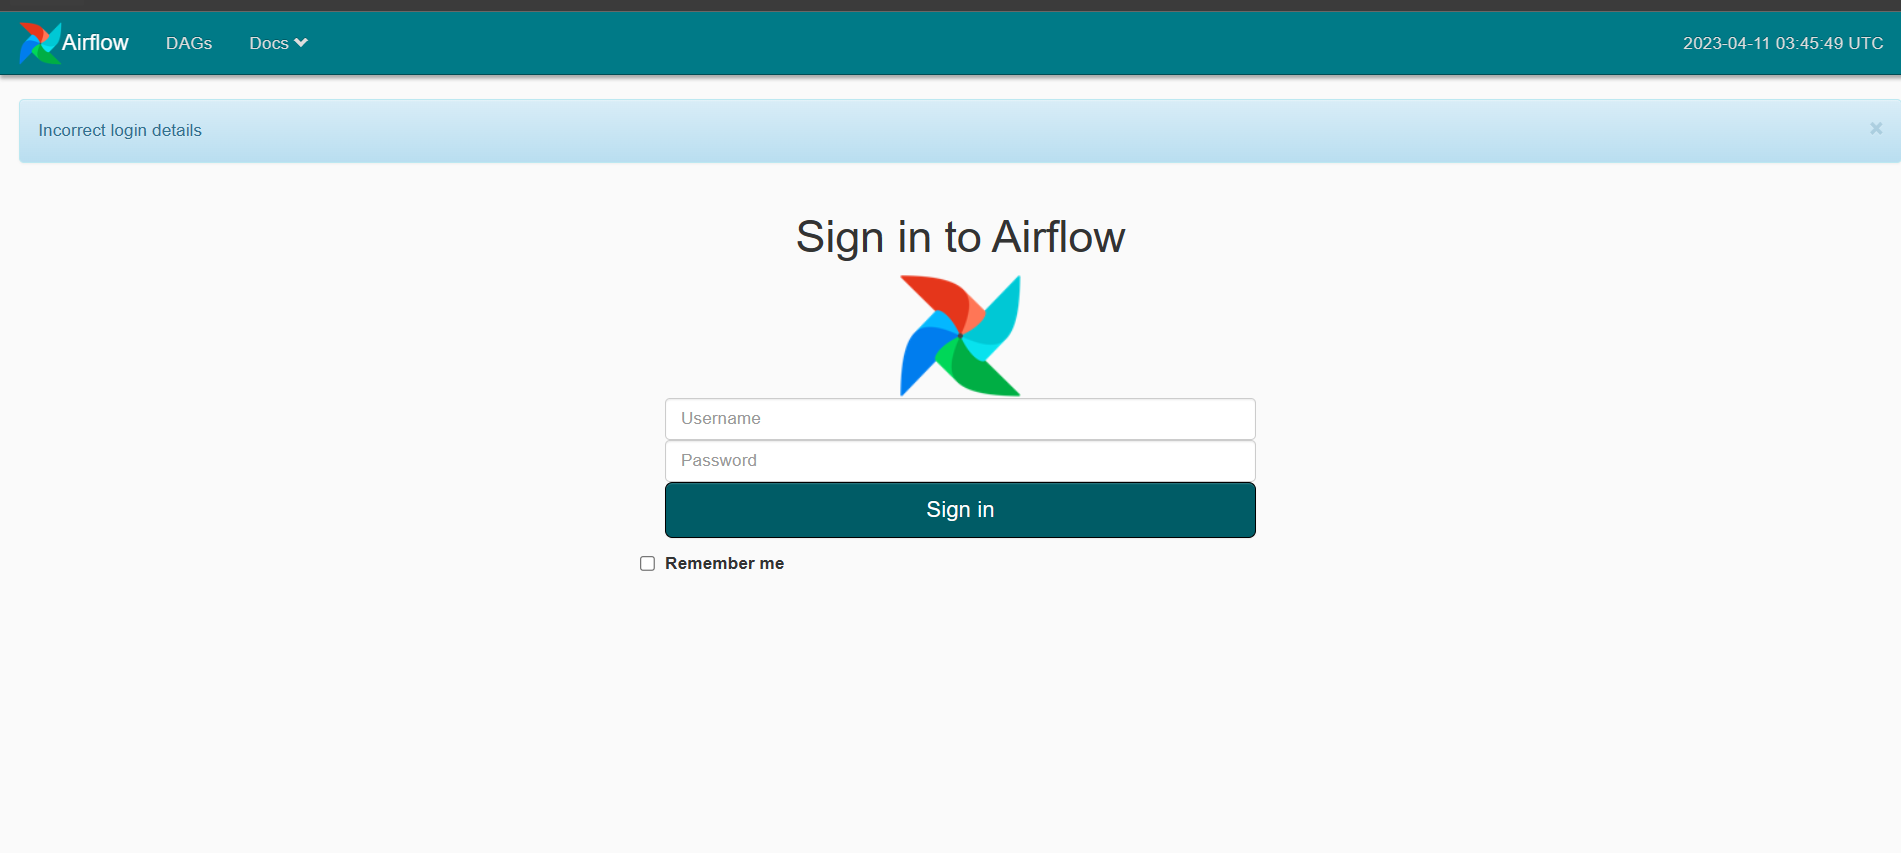 Airflow DAGs Docs 2023-04-11 03:45:49 UTC
Incorrect login details ×
Sign in to Airflow
Username
Password
Sign in
Remember me